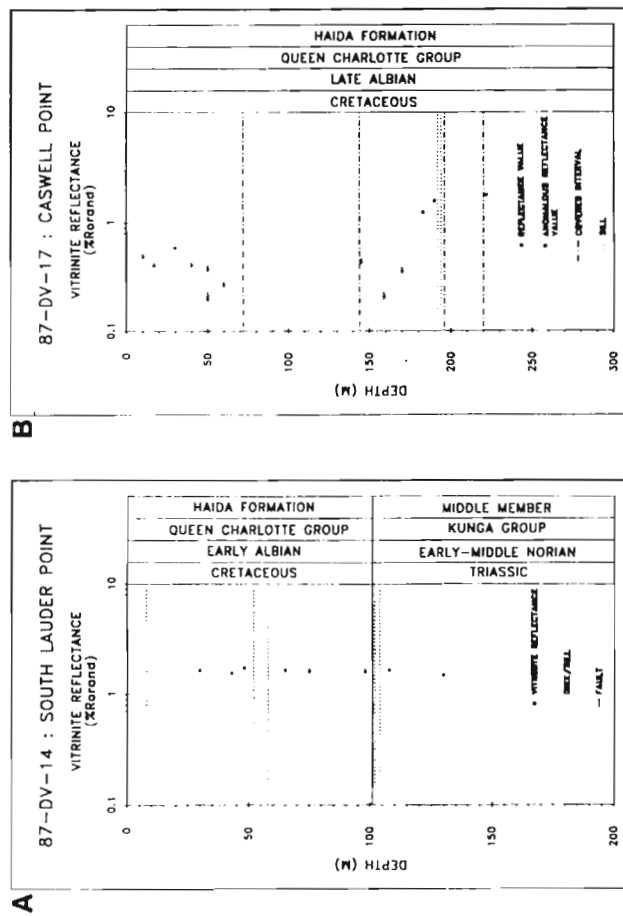 A
87-DV-14 : SOUTH LAUDER POINT
VITRINITE REFLECTANCE
(%Rorand)
0.1
1
10
0
50
100
150
200
DEPTH (M)
CRETACEOUS
EARLY ALBIAN
QUEEN CHARLOTTE GROUP
HAIDA FORMATION
TRIASSIC
EARLY-MIDDLE NORIAN
KUNGA GROUP
MIDDLE MEMBER
VITRINITE REFLECTANCE
DIKE/SILL
FAULT
B
87-DV-17 : CASWELL POINT
VITRINITE REFLECTANCE
(%Rorand)
0.1
1
10
0
50
100
150
200
250
300
DEPTH (M)
CRETACEOUS
LATE ALBIAN
QUEEN CHARLOTTE GROUP
HAIDA FORMATION
REFLECTANCE VALUE
ANOMALOUS REFLECTANCE
VALUE
COVERED INTERVAL
SILL